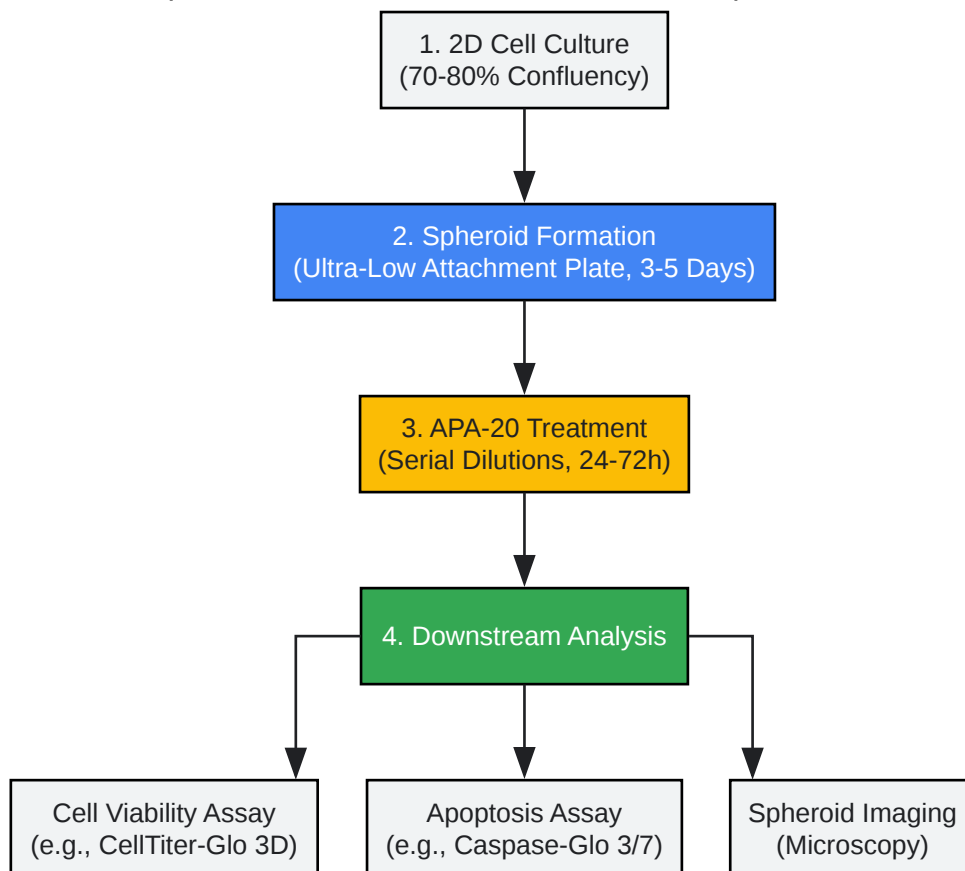 1. 2D Cell Culture
(70-80% Confluency)
2. Spheroid Formation
(Ultra-Low Attachment Plate, 3-5 Days)
3. APA-20 Treatment
(Serial Dilutions, 24-72h)
4. Downstream Analysis
Cell Viability Assay
(e.g., CellTiter-Glo 3D)
Apoptosis Assay
(e.g., Caspase-Glo 3/7)
Spheroid Imaging
(Microscopy)